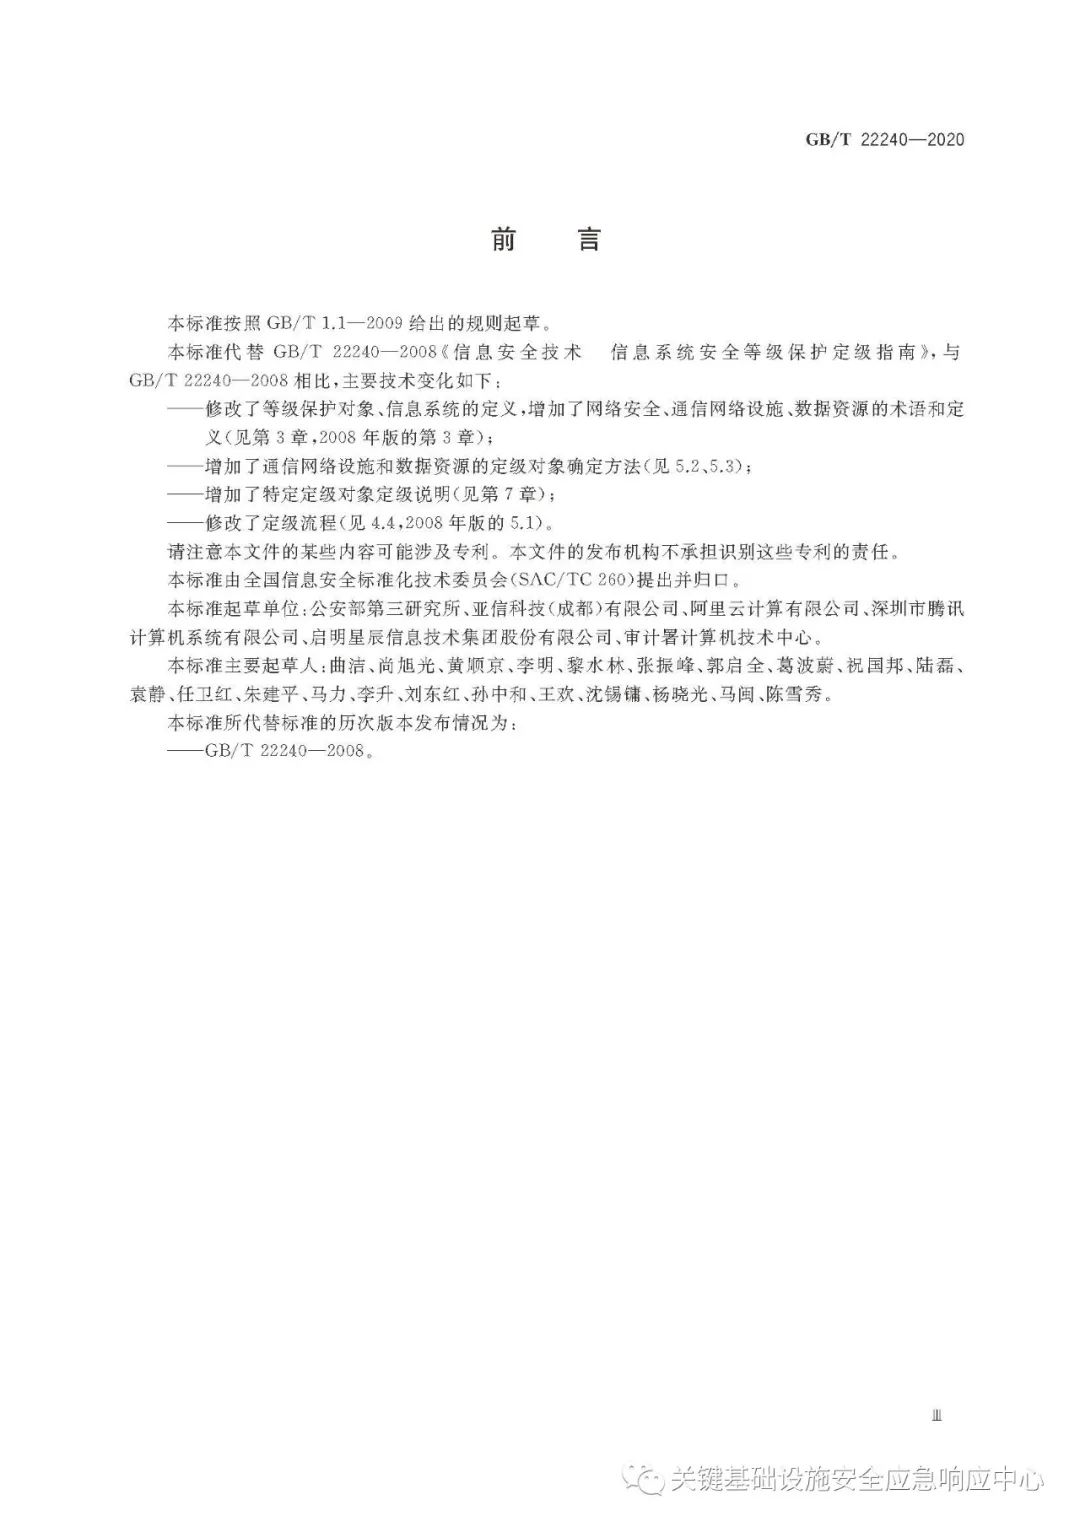 GB/T 22240—2020
前 言
本标准按照 GB/T 1.1—2009 给出的规则起草。
本标准代替 GB/T 22240—2008《信息安全技术 信息系统安全等级保护定级指南》,与
GB/T 22240—2008 相比,主要技术变化如下:
——修改了等级保护对象、信息系统的定义,增加了网络安全、通信网络设施、数据资源的术语和定
义(见第 3 章,2008 年版的第 3 章);
——增加了通信网络设施和数据资源的定级对象确定方法(见 5.2、5.3);
——增加了特定定级对象定级说明(见第 7 章);
——修改了定级流程(见 4.4,2008 年版的 5.1)。
请注意本文件的某些内容可能涉及专利。本文件的发布机构不承担识别这些专利的责任。
本标准由全国信息安全标准化技术委员会(SAC/TC 260)提出并归口。
本标准起草单位:公安部第三研究所、亚信科技(成都)有限公司、阿里云计算有限公司、深圳市腾讯
计算机系统有限公司、启明星辰信息技术集团股份有限公司、审计署计算机技术中心。
本标准主要起草人:曲洁、尚旭光、黄顺京、李明、黎水林、张振峰、郭启全、葛波蔚、祝国邦、陆磊、
袁静、任卫红、朱建平、马力、李升、刘东红、孙中和、王欢、沈锡镛、杨晓光、马闽、陈雪秀。
本标准所代替标准的历次版本发布情况为:
——GB/T 22240—2008。
Ⅲ
关键基础设施安全应急响应中心